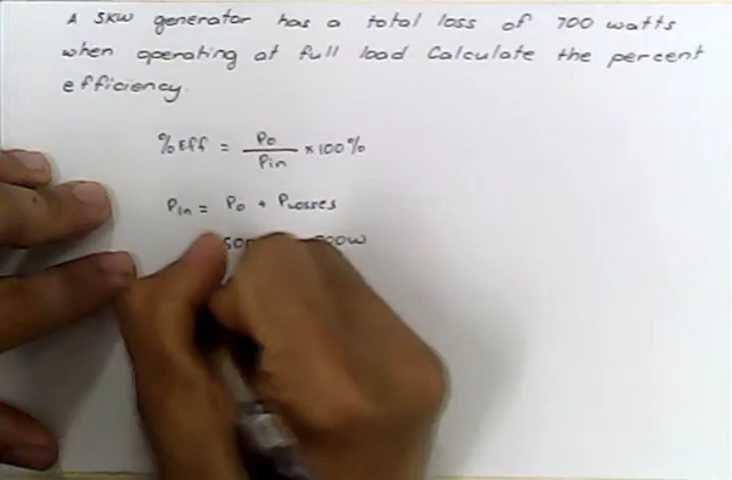 A 5KW generator has a total loss of 700 watts
when operating at full load. Calculate the percent
efficiency.
%Eff = Po / Pin × 100%
Pin = Po + PLosses